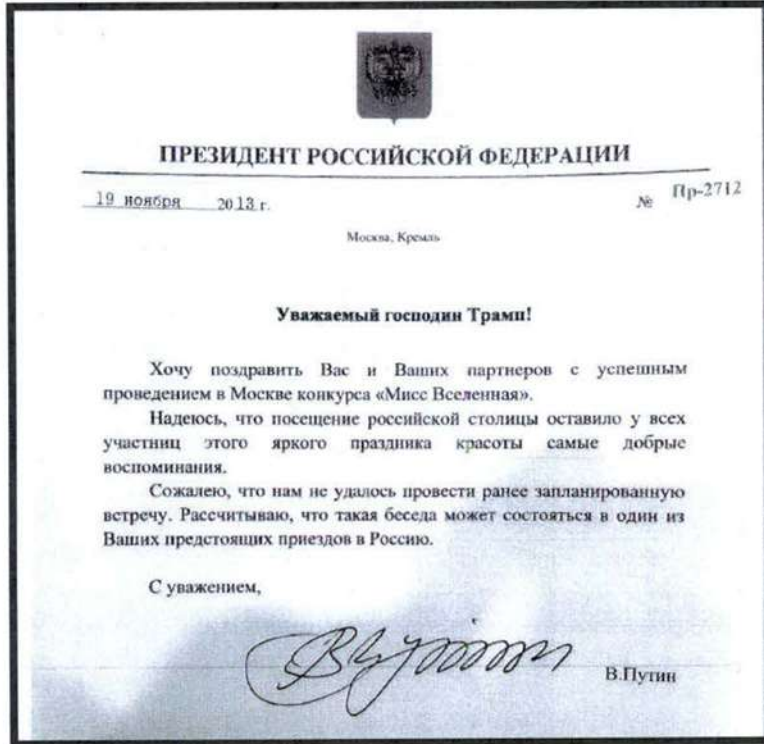 ПРЕЗИДЕНТ РОССИЙСКОЙ ФЕДЕРАЦИИ
19 ноября 2013 г. № Пр-2712
Москва, Кремль
Уважаемый господин Трамп!
Хочу поздравить Вас и Ваших партнеров с успешным
проведением в Москве конкурса «Мисс Вселенная».
Надеюсь, что посещение российской столицы оставило у всех
участниц этого яркого праздника красоты самые добрые
воспоминания.
Сожалею, что нам не удалось провести ранее запланированную
встречу. Рассчитываю, что такая беседа может состояться в один из
Ваших предстоящих приездов в Россию.
С уважением,
В.Путин